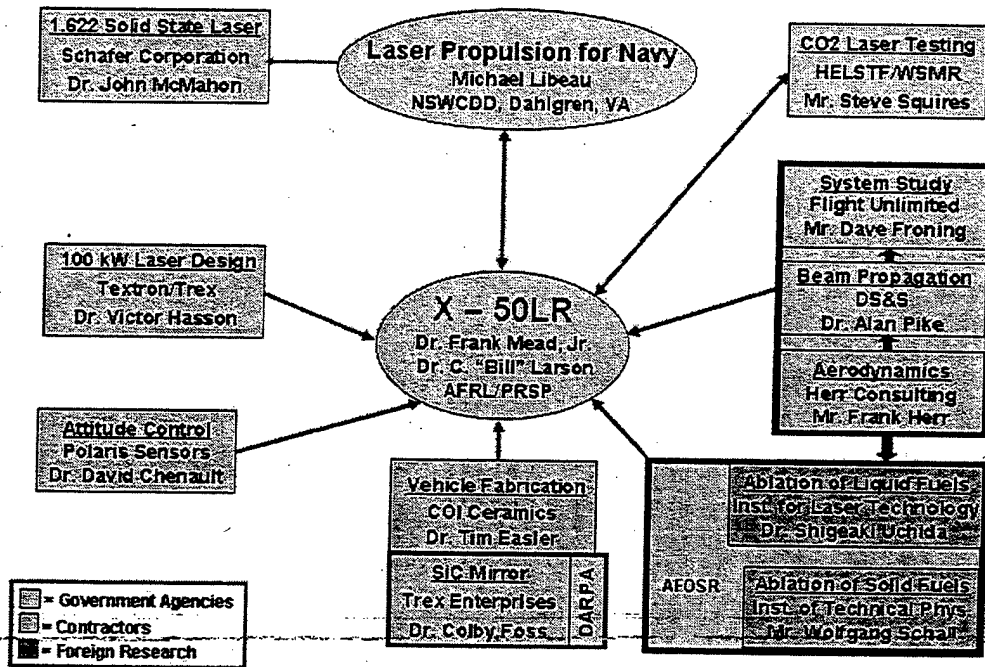 1.622 Solid State Laser
Schafer Corporation
Dr. John McMahon
Laser Propulsion for Navy
Michael Libeau
NSWCDD, Dahlgren, VA
CO2 Laser Testing
HELSTF/WSMR
Mr. Steve Squires
System Study
Flight Unlimited
Mr. Dave Froning
100 kW Laser Design
Textron/Trex
Dr. Victor Hasson
X – 50LR
Dr. Frank Mead, Jr.
Dr. C. "Bill" Larson
AFRL/PRSP
Beam Propagation
DS&S
Dr. Alan Pike
Aerodynamics
Herr Consulting
Mr. Frank Herr
Attitude Control
Polaris Sensors
Dr. David Chenault
Vehicle Fabrication
COI Ceramics
Dr. Tim Easler
SiC Mirror
Trex Enterprises
Dr. Colby Foss
DARPA
AFOSR
Ablation of Liquid Fuels
Inst. for Laser Technology
Dr. Shigeaki Uchida
Ablation of Solid Fuels
Inst. of Technical Phys
Mr. Wolfgang Schall
= Government Agencies
= Contractors
= Foreign Research